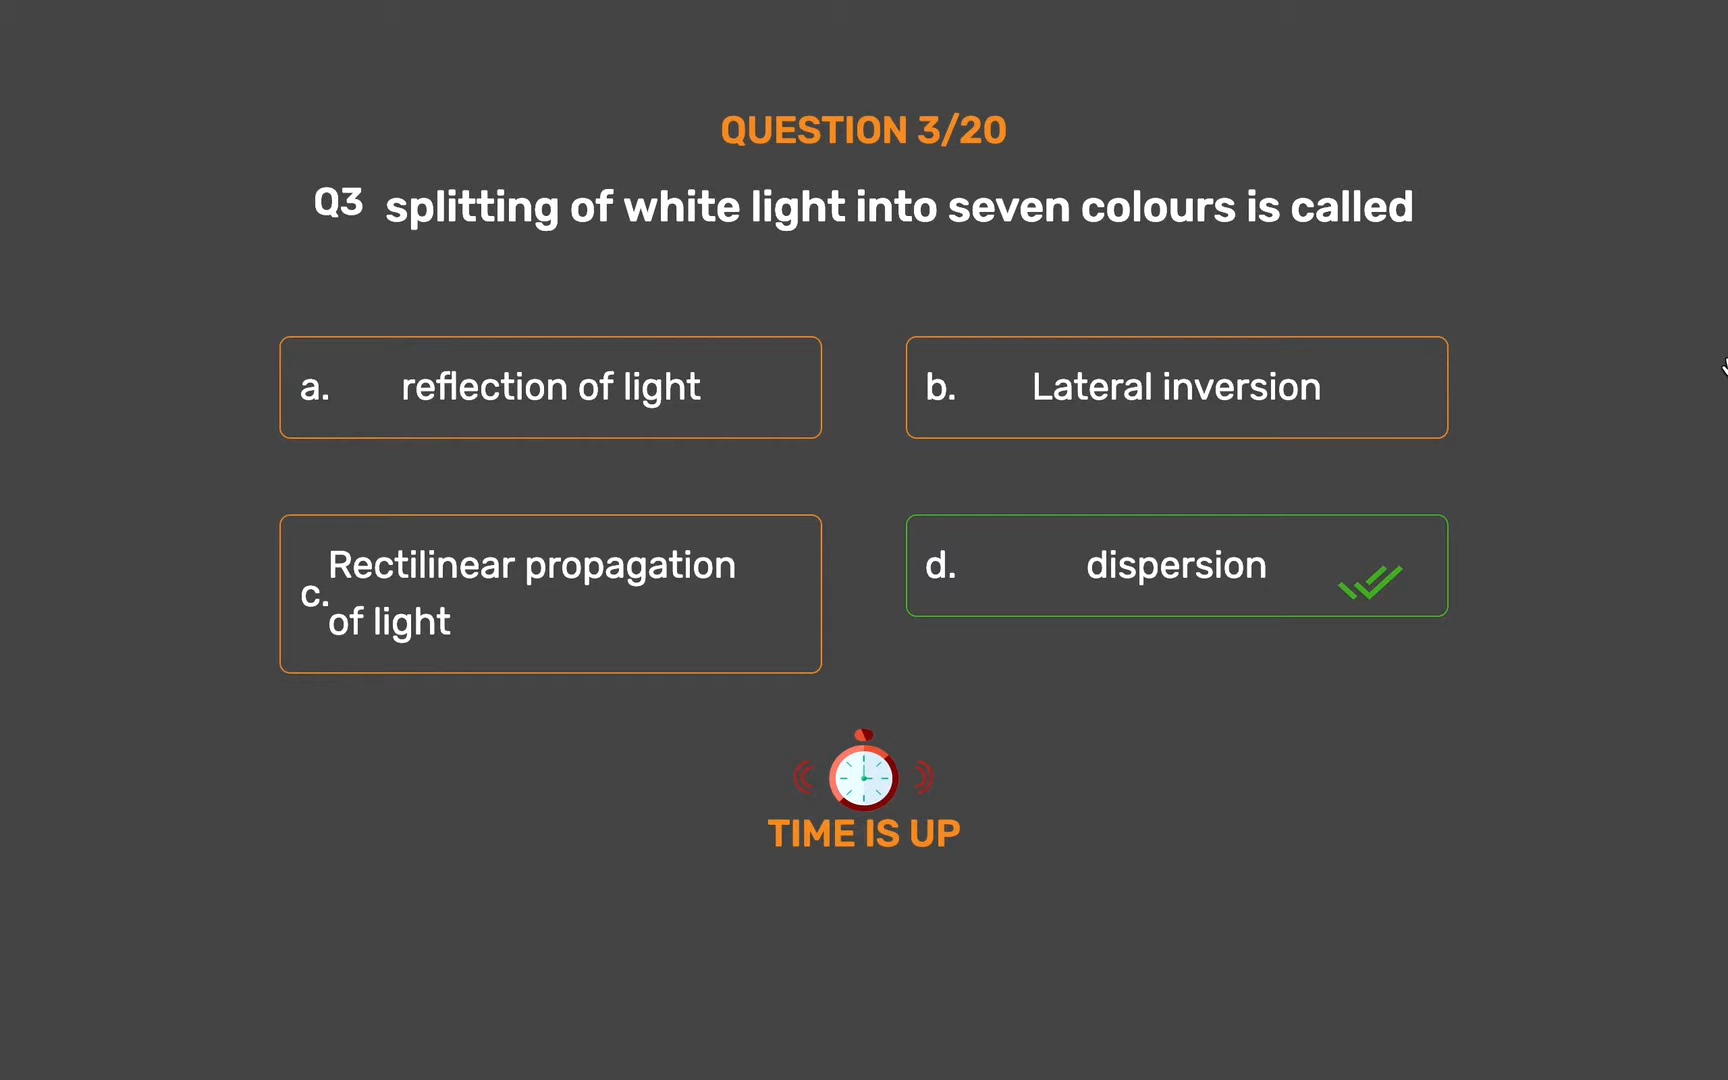 QUESTION 3/20
Q3 splitting of white light into seven colours is called
a. reflection of light
b. Lateral inversion
c. Rectilinear propagation
of light
d. dispersion
TIME IS UP